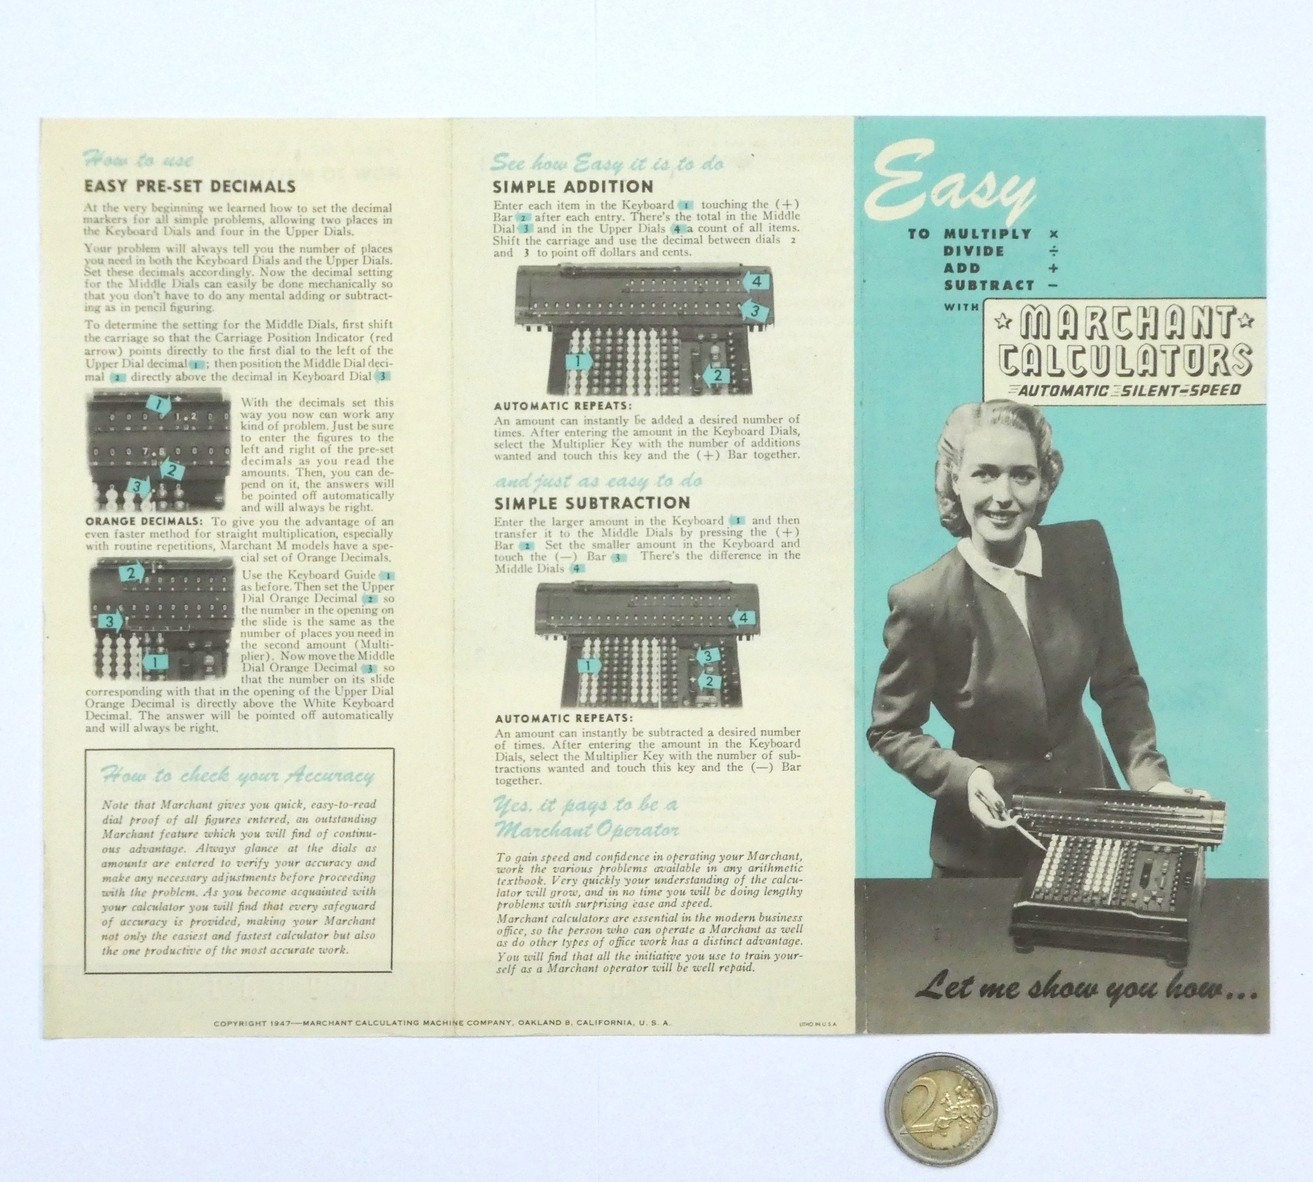 How to use
EASY PRE-SET DECIMALS
At the very beginning we learned how to set the decimal
markers for all simple problems, allowing two places in
the Keyboard Dials and four in the Upper Dials.
Your problem will always tell you the number of places
you need in both the Keyboard Dials and the Upper Dials.
Set these decimals accordingly. Now the decimal setting
for the Middle Dials can easily be done mechanically so
that you don't have to do any mental adding or subtract-
ing as in pencil figuring.
To determine the setting for the Middle Dials, first shift
the carriage so that the Carriage Position Indicator (red
arrow) points directly to the first dial to the left of the
Upper Dial decimal 1 ; then position the Middle Dial deci-
mal 2 directly above the decimal in Keyboard Dial 3
1
2
3
With the decimals set this
way you now can work any
kind of problem. Just be sure
to enter the figures to the
left and right of the pre-set
decimals as you read the
amounts. Then, you can de-
pend on it, the answers will
be pointed off automatically
and will always be right.
ORANGE DECIMALS: To give you the advantage of an
even faster method for straight multiplication, especially
with routine repetitions, Marchant M models have a spe-
cial set of Orange Decimals.
2
3
1
Use the Keyboard Guide 1
as before. Then set the Upper
Dial Orange Decimal 2 so
the number in the opening on
the slide is the same as the
number of places you need in
the second amount (Multi-
plier). Now move the Middle
Dial Orange Decimal 3 so
that the number on its slide
corresponding with that in the opening of the Upper Dial
Orange Decimal is directly above the White Keyboard
Decimal. The answer will be pointed off automatically
and will always be right.
How to check your Accuracy
Note that Marchant gives you quick, easy-to-read
dial proof of all figures entered, an outstanding
Marchant feature which you will find of continu-
ous advantage. Always glance at the dials as
amounts are entered to verify your accuracy and
make any necessary adjustments before proceeding
with the problem. As you become acquainted with
your calculator you will find that every safeguard
of accuracy is provided, making your Marchant
not only the easiest and fastest calculator but also
the one productive of the most accurate work.
See how Easy it is to do
SIMPLE ADDITION
Enter each item in the Keyboard 1 touching the (+)
Bar 2 after each entry. There's the total in the Middle
Dial 3 and in the Upper Dials 4 a count of all items.
Shift the carriage and use the decimal between dials 2
and 3 to point off dollars and cents.
4
3
1
2
AUTOMATIC REPEATS:
An amount can instantly be added a desired number of
times. After entering the amount in the Keyboard Dials,
select the Multiplier Key with the number of additions
wanted and touch this key and the (+) Bar together.
and just as easy to do
SIMPLE SUBTRACTION
Enter the larger amount in the Keyboard 1 and then
transfer it to the Middle Dials by pressing the (+)
Bar 2 Set the smaller amount in the Keyboard and
touch the (—) Bar 3 There's the difference in the
Middle Dials 4
4
1
3
2
AUTOMATIC REPEATS:
An amount can instantly be subtracted a desired number
of times. After entering the amount in the Keyboard
Dials, select the Multiplier Key with the number of sub-
tractions wanted and touch this key and the (—) Bar
together.
Yes, it pays to be a
Marchant Operator
To gain speed and confidence in operating your Marchant,
work the various problems available in any arithmetic
textbook. Very quickly your understanding of the calcu-
lator will grow, and in no time you will be doing lengthy
problems with surprising ease and speed.
Marchant calculators are essential in the modern business
office, so the person who can operate a Marchant as well
as do other types of office work has a distinct advantage.
You will find that all the initiative you use to train your-
self as a Marchant operator will be well repaid.
COPYRIGHT 1947—MARCHANT CALCULATING MACHINE COMPANY, OAKLAND 8, CALIFORNIA, U. S. A.
LITHO IN U.S.A.
Easy
TO MULTIPLY ×
DIVIDE ÷
ADD +
SUBTRACT −
WITH
MARCHANT
CALCULATORS
AUTOMATIC SILENT-SPEED
Let me show you how...
2
EURO